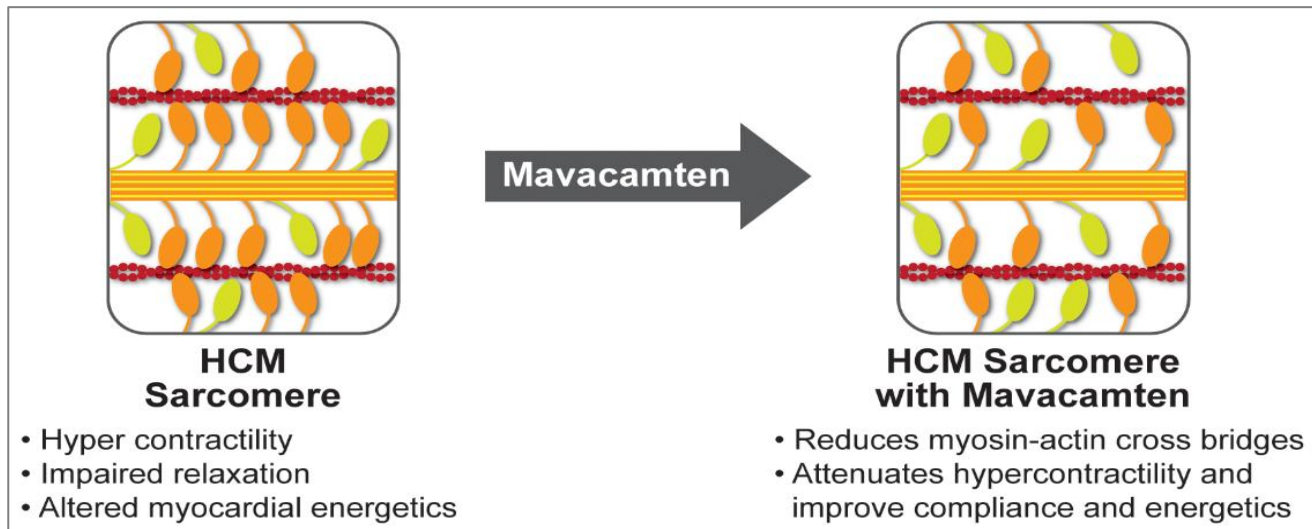 Mavacamten
HCM
Sarcomere
• Hyper contractility
• Impaired relaxation
• Altered myocardial energetics
HCM Sarcomere
with Mavacamten
• Reduces myosin-actin cross bridges
• Attenuates hypercontractility and
improve compliance and energetics